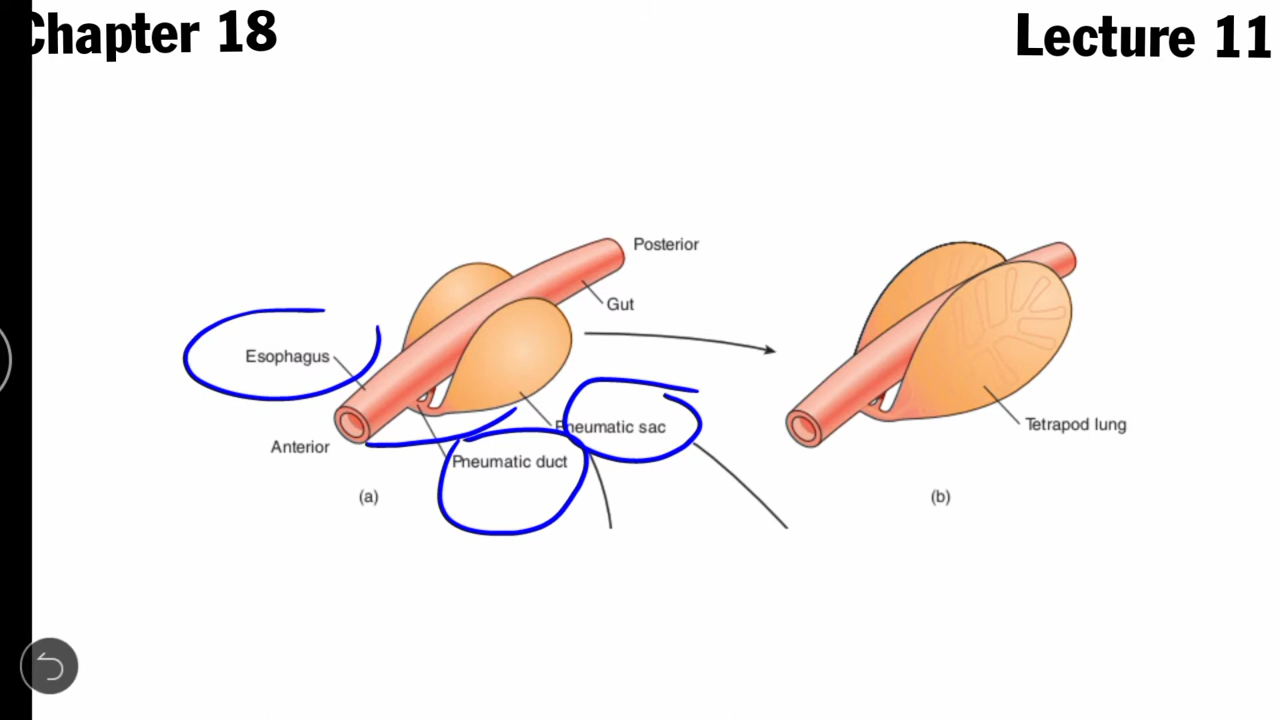 Chapter 18
Lecture 11
Posterior
Gut
Esophagus
Pneumatic sac
Anterior
Pneumatic duct
Tetrapod lung
(a)
(b)